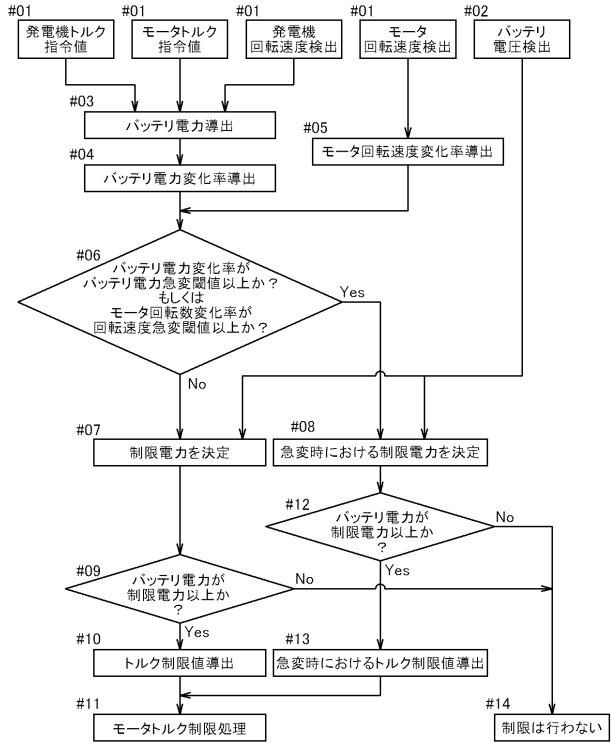 #01
#01
#01
#01
#02
発電機トルク
指令値
モータトルク
指令値
発電機
回転速度検出
モータ
回転速度検出
バッテリ
電圧検出
#03
バッテリ電力導出
#05
モータ回転速度変化率導出
#04
バッテリ電力変化率導出
#06
バッテリ電力変化率が
バッテリ電力急変閾値以上か?
もしくは
モータ回転数変化率が
回転速度急変閾値以上か?
Yes
No
#07
制限電力を決定
#08
急変時における制限電力を決定
#12
バッテリ電力が
制限電力以上か
?
No
Yes
#09
バッテリ電力が
制限電力以上か
?
No
Yes
#10
トルク制限値導出
#13
急変時におけるトルク制限値導出
#11
モータトルク制限処理
#14
制限は行わない